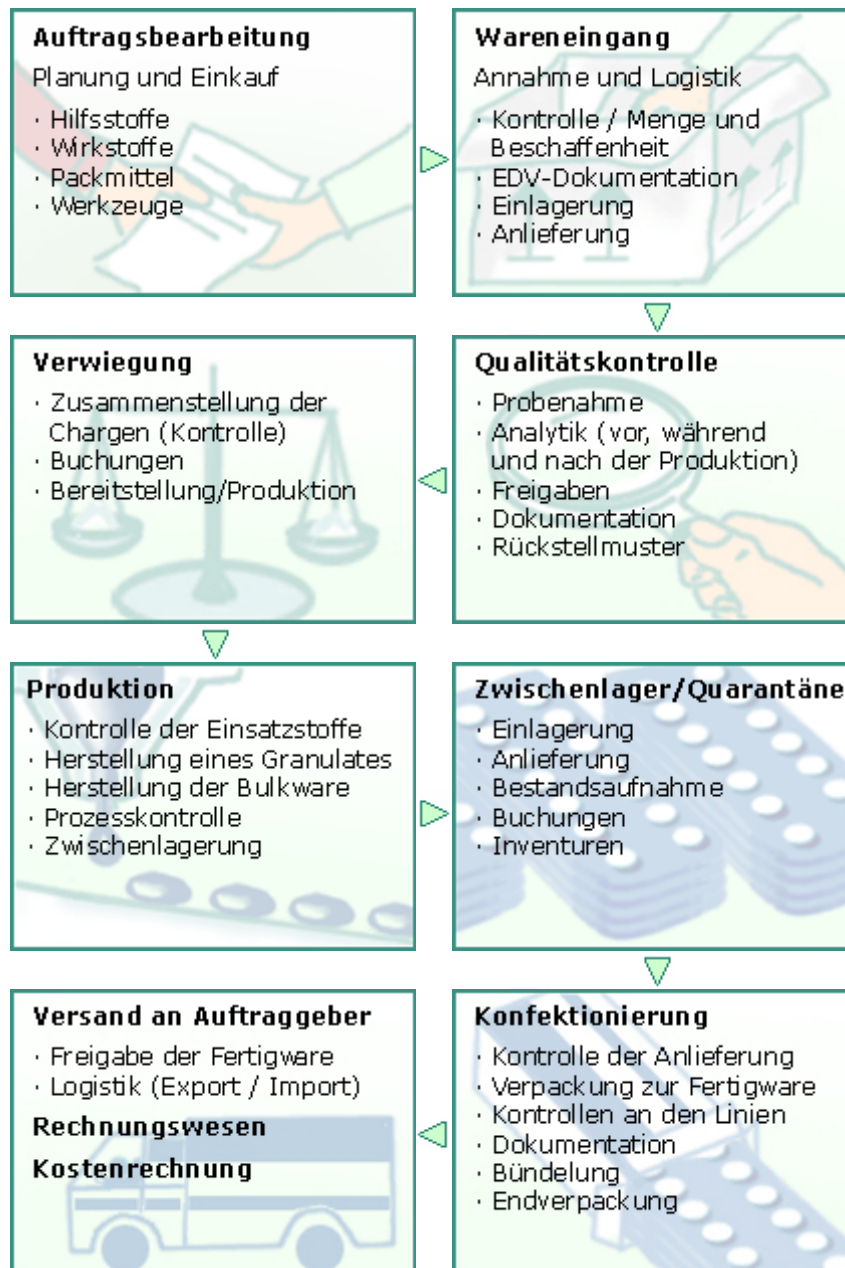 Auftragsbearbeitung
Planung und Einkauf
· Hilfsstoffe
· Wirkstoffe
· Packmittel
· Werkzeuge
Wareneingang
Annahme und Logistik
· Kontrolle / Menge und
Beschaffenheit
· EDV-Dokumentation
· Einlagerung
· Anlieferung
Qualitätskontrolle
· Probenahme
· Analytik (vor, während
und nach der Produktion)
· Freigaben
· Dokumentation
· Rückstellmuster
Verwiegung
· Zusammenstellung der
Chargen (Kontrolle)
· Buchungen
· Bereitstellung/Produktion
Produktion
· Kontrolle der Einsatzstoffe
· Herstellung eines Granulates
· Herstellung der Bulkware
· Prozesskontrolle
· Zwischenlagerung
Zwischenlager/Quarantäne
· Einlagerung
· Anlieferung
· Bestandsaufnahme
· Buchungen
· Inventuren
Konfektionierung
· Kontrolle der Anlieferung
· Verpackung zur Fertigware
· Kontrollen an den Linien
· Dokumentation
· Bündelung
· Endverpackung
Versand an Auftraggeber
· Freigabe der Fertigware
· Logistik (Export / Import)
Rechnungswesen
Kostenrechnung